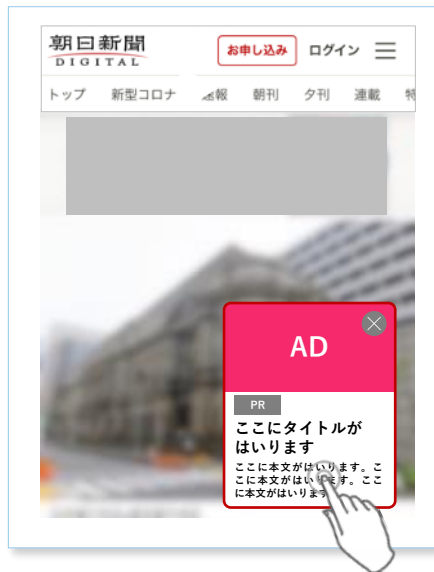 朝日新聞
DIGITAL
お申し込み
ログイン
トップ 新型コロナ 報 朝刊 夕刊 連載 特
AD
PR
ここにタイトルが
はいります
ここに本文がはいります。こ
こに本文がはいります。ここ
に本文がはいります